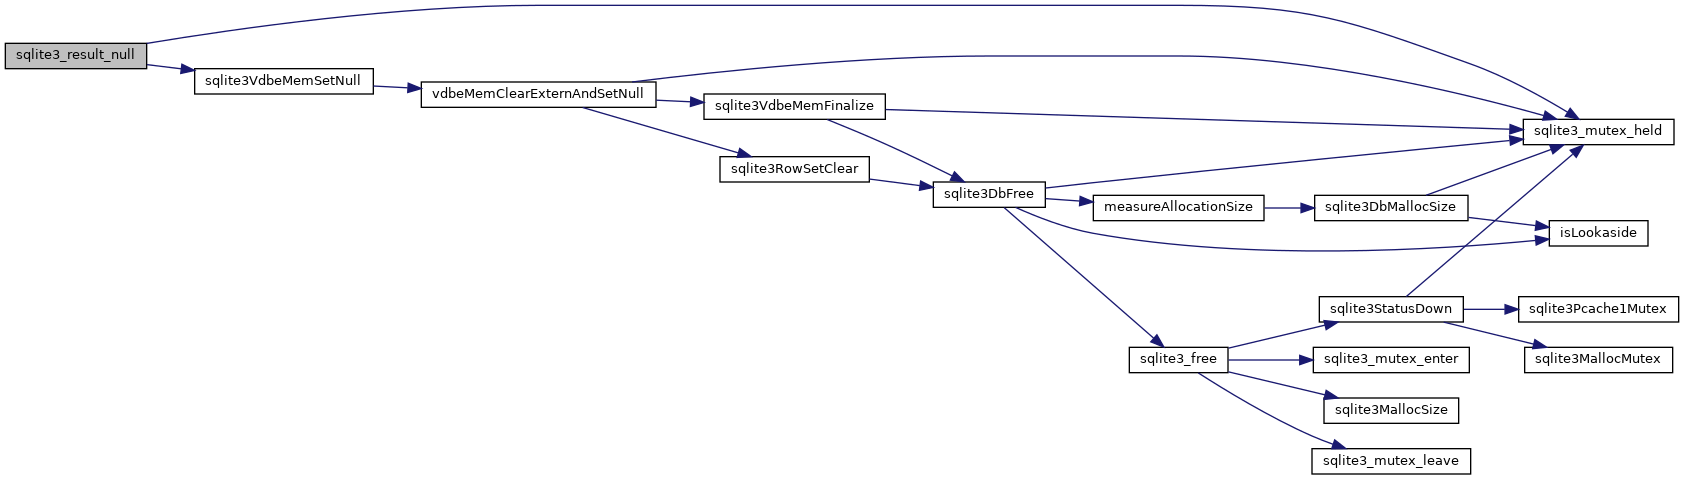 sqlite3_result_null
sqlite3VdbeMemSetNull
vdbeMemClearExternAndSetNull
sqlite3VdbeMemFinalize
sqlite3_mutex_held
sqlite3RowSetClear
sqlite3DbFree
measureAllocationSize
sqlite3DbMallocSize
isLookaside
sqlite3StatusDown
sqlite3Pcache1Mutex
sqlite3_free
sqlite3_mutex_enter
sqlite3MallocMutex
sqlite3MallocSize
sqlite3_mutex_leave